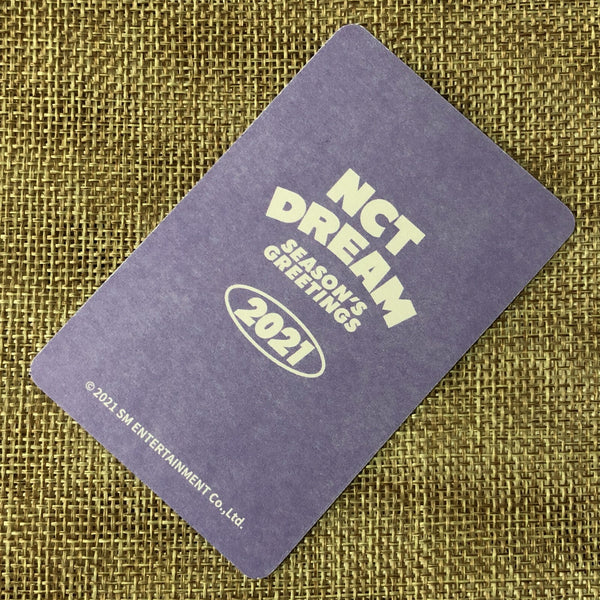 NCT
DREAM
SEASON'S
GREETINGS
2021
© 2021 SM ENTERTAINMENT Co.,Ltd.